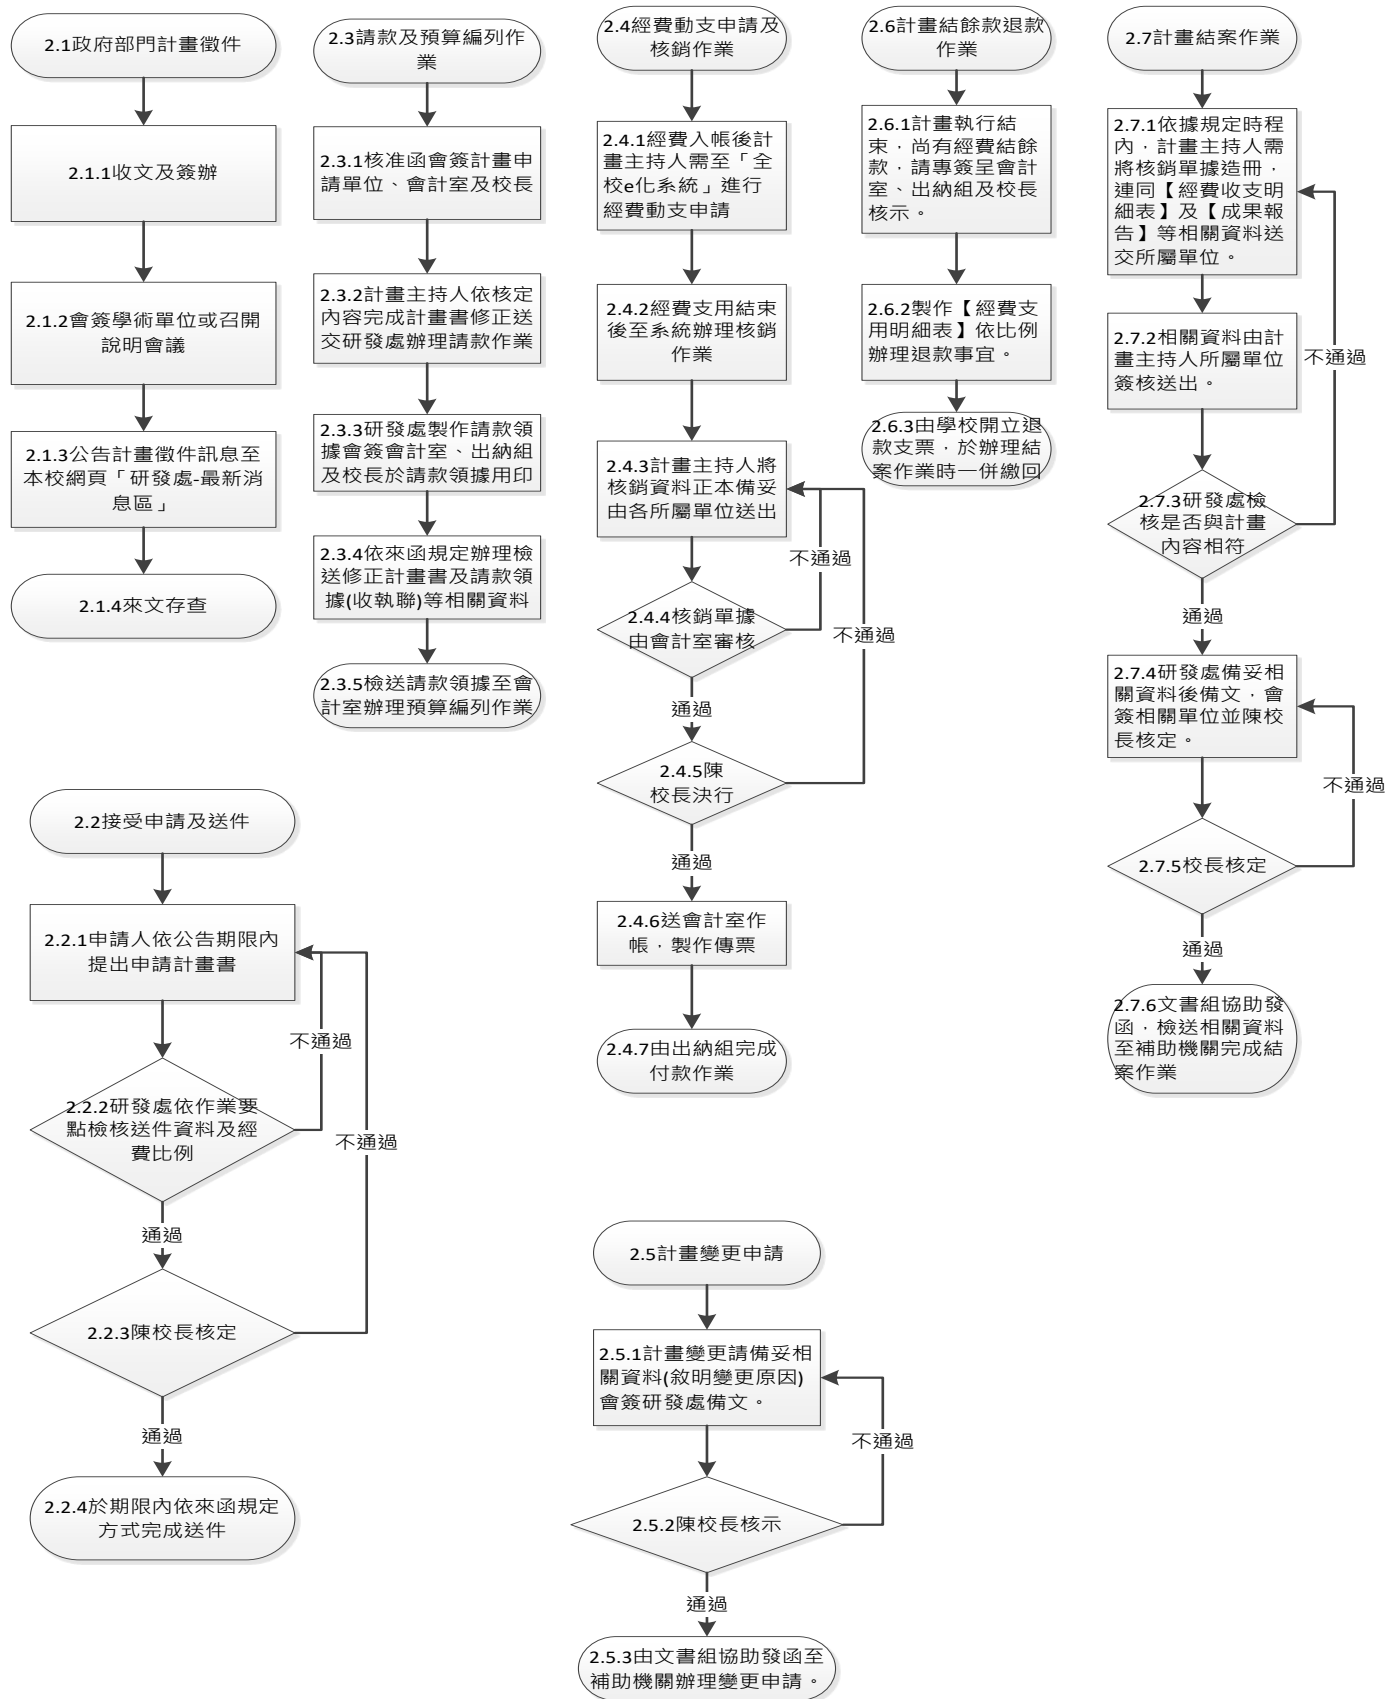 2.1政府部門計畫徵件
2.1.1收文及簽辦
2.1.2會簽學術單位或召開
說明會議
2.1.3公告計畫徵件訊息至
本校網頁「研發處-最新消
息區」
2.1.4來文存查
2.2接受申請及送件
2.2.1申請人依公告期限內
提出申請計畫書
不通過
2.2.2研發處依作業要
點檢核送件資料及經
費比例
不通過
通過
2.2.3陳校長核定
通過
2.2.4於期限內依來函規定
方式完成送件
2.3請款及預算編列作
業
2.3.1核准函會簽計畫申
請單位、會計室及校長
2.3.2計畫主持人依核定
內容完成計畫書修正送
交研發處辦理請款作業
2.3.3研發處製作請款領
據會簽會計室、出納組
及校長於請款領據用印
2.3.4依來函規定辦理檢
送修正計畫書及請款領
據(收執聯)等相關資料
2.3.5檢送請款領據至會
計室辦理預算編列作業
2.4經費動支申請及
核銷作業
2.4.1經費入帳後計
畫主持人需至「全
校e化系統」進行
經費動支申請
2.4.2經費支用結束
後至系統辦理核銷
作業
2.4.3計畫主持人將
核銷資料正本備妥
由各所屬單位送出
不通過
2.4.4核銷單據
由會計室審核
不通過
通過
2.4.5陳
校長決行
通過
2.4.6送會計室作
帳，製作傳票
2.4.7由出納組完成
付款作業
2.5計畫變更申請
2.5.1計畫變更請備妥相
關資料(敘明變更原因)
會簽研發處備文。
不通過
2.5.2陳校長核示
通過
2.5.3由文書組協助發函至
補助機關辦理變更申請。
2.6計畫結餘款退款
作業
2.6.1計畫執行結
束，尚有經費結餘
款，請專簽呈會計
室、出納組及校長
核示。
2.6.2製作【經費支
用明細表】依比例
辦理退款事宜。
2.6.3由學校開立退
款支票，於辦理結
案作業時一併繳回
2.7計畫結案作業
2.7.1依據規定時程
內，計畫主持人需
將核銷單據造冊，
連同【經費收支明
細表】及【成果報
告】等相關資料送
交所屬單位。
2.7.2相關資料由計
畫主持人所屬單位
簽核送出。
不通過
2.7.3研發處檢
核是否與計畫
內容相符
通過
2.7.4研發處備妥相
關資料後備文，會
簽相關單位並陳校
長核定。
不通過
2.7.5校長核定
通過
2.7.6文書組協助發
函，檢送相關資料
至補助機關完成結
案作業